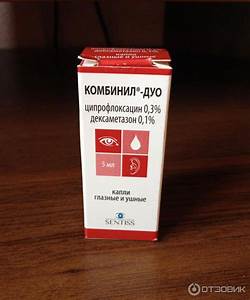 КОМБИНИЛ®-ДУО
ципрофлоксацин 0,3%
дексаметазон 0,1%
5 мл
капли
глазные и ушные
SENTISS
ОТЗОВИК